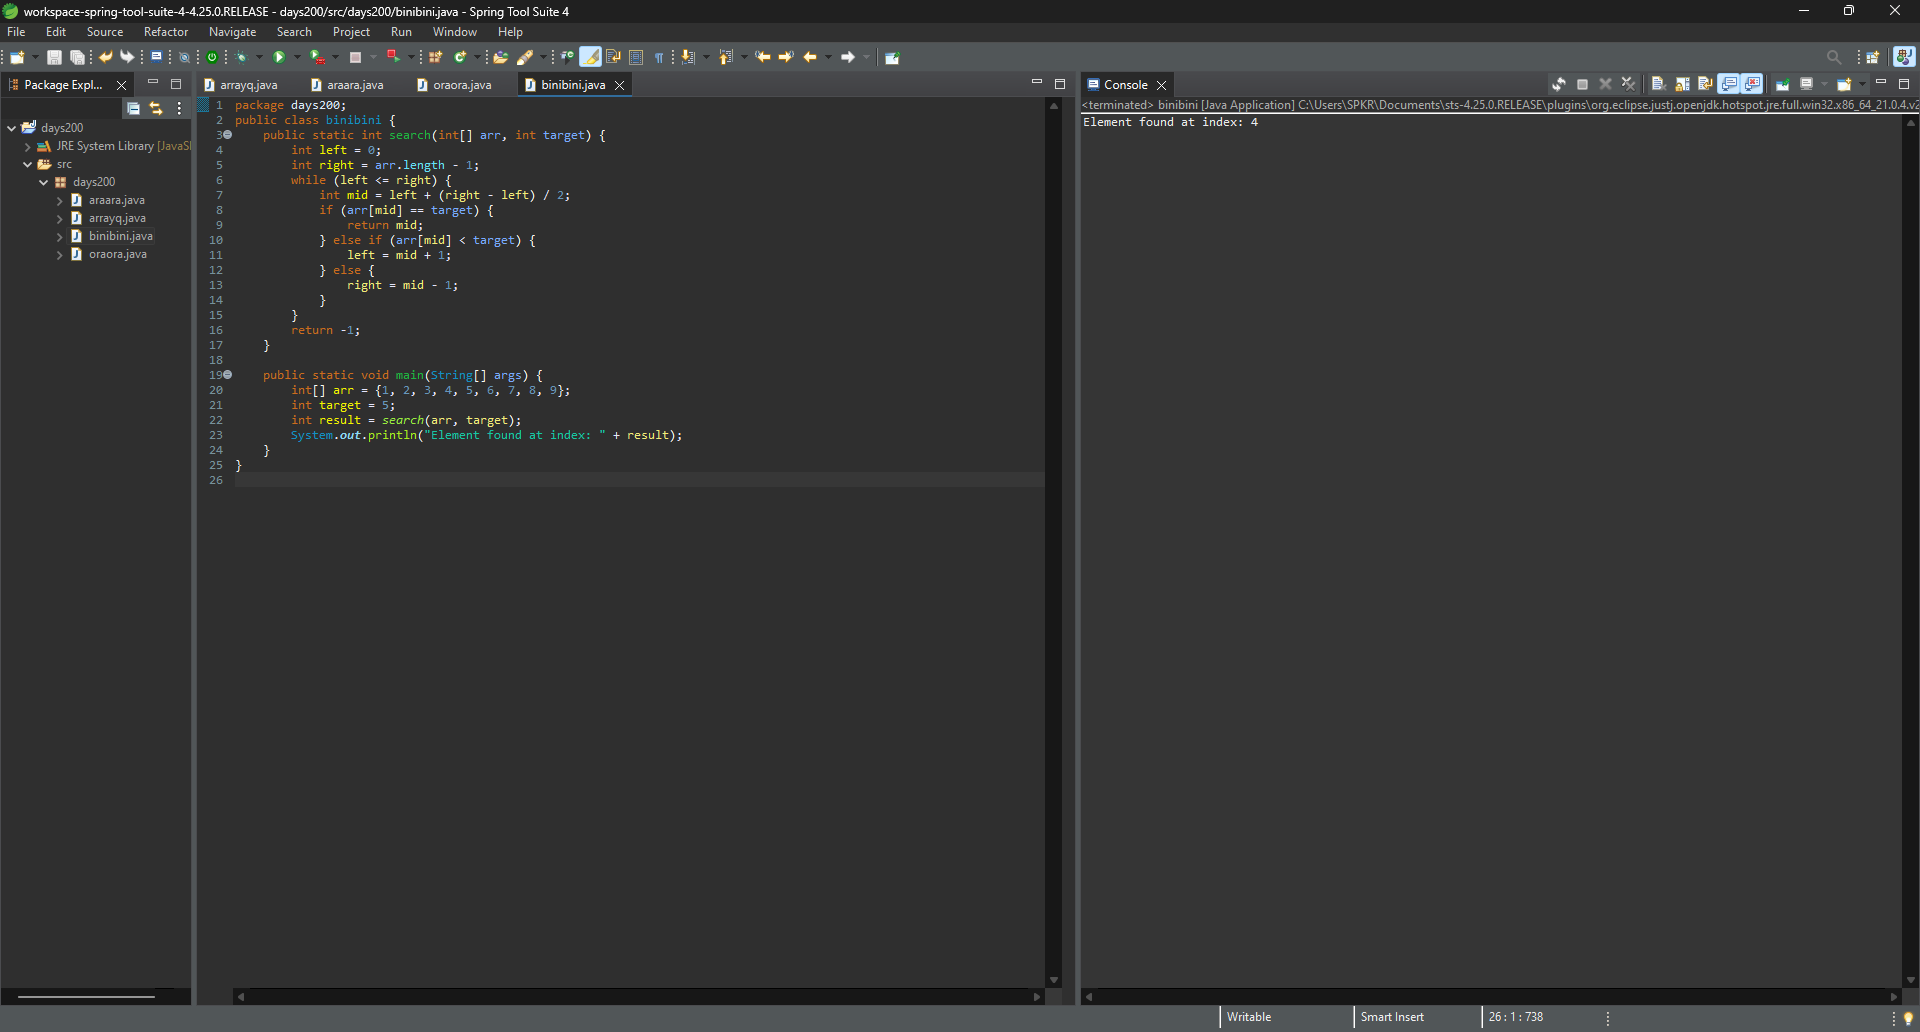 workspace-spring-tool-suite-4-4.25.0.RELEASE - days200/src/days200/binibini.java - Spring Tool Suite 4
File Edit Source Refactor Navigate Search Project Run Window Help
Package Expl...
days200
JRE System Library [JavaS
src
days200
araara.java
arrayq.java
binibini.java
oraora.java
arrayq.java araara.java oraora.java binibini.java
1 package days200;
2 public class binibini {
3     public static int search(int[] arr, int target) {
4         int left = 0;
5         int right = arr.length - 1;
6         while (left <= right) {
7             int mid = left + (right - left) / 2;
8             if (arr[mid] == target) {
9                 return mid;
10             } else if (arr[mid] < target) {
11                 left = mid + 1;
12             } else {
13                 right = mid - 1;
14             }
15         }
16         return -1;
17     }
18
19     public static void main(String[] args) {
20         int[] arr = {1, 2, 3, 4, 5, 6, 7, 8, 9};
21         int target = 5;
22         int result = search(arr, target);
23         System.out.println("Element found at index: " + result);
24     }
25 }
26
Console
<terminated> binibini [Java Application] C:\Users\SPKR\Documents\sts-4.25.0.RELEASE\plugins\org.eclipse.justj.openjdk.hotspot.jre.full.win32.x86_64_21.0.4.v2
Element found at index: 4
Writable Smart Insert 26 : 1 : 738